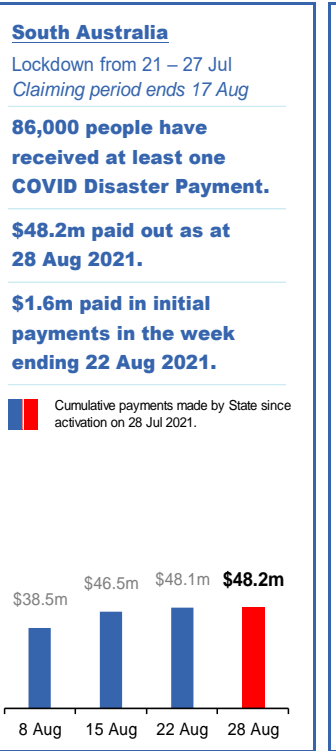 South Australia
Lockdown from 21 – 27 Jul
Claiming period ends 17 Aug
86,000 people have
received at least one
COVID Disaster Payment.
$48.2m paid out as at
28 Aug 2021.
$1.6m paid in initial
payments in the week
ending 22 Aug 2021.
Cumulative payments made by State since
activation on 28 Jul 2021.
$38.5m $46.5m $48.1m $48.2m
8 Aug 15 Aug 22 Aug 28 Aug